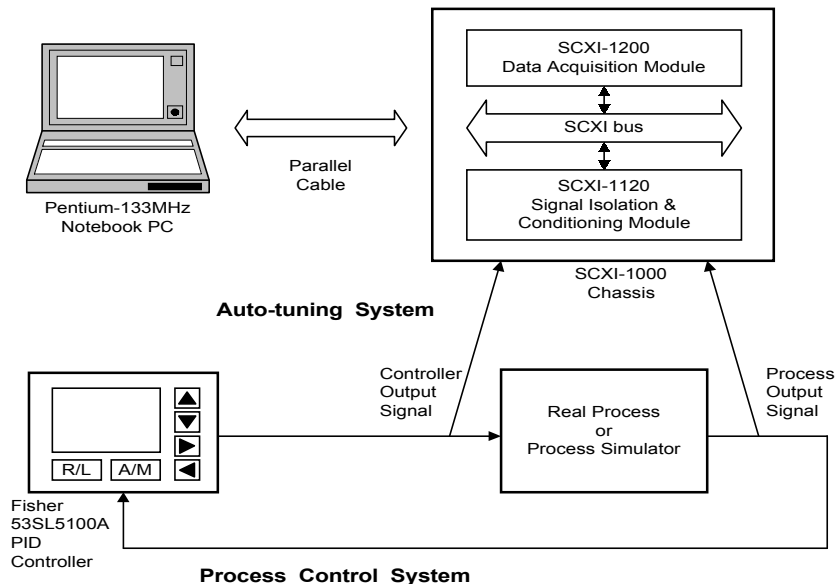 SCXI-1200
Data Acquisition Module
SCXI bus
SCXI-1120
Signal Isolation &
Conditioning Module
Parallel
Cable
Pentium-133MHz
Notebook PC
SCXI-1000
Chassis
Auto-tuning System
Controller
Output
Signal
Process
Output
Signal
Real Process
or
Process Simulator
R/L
A/M
Fisher
53SL5100A
PID
Controller
Process Control System